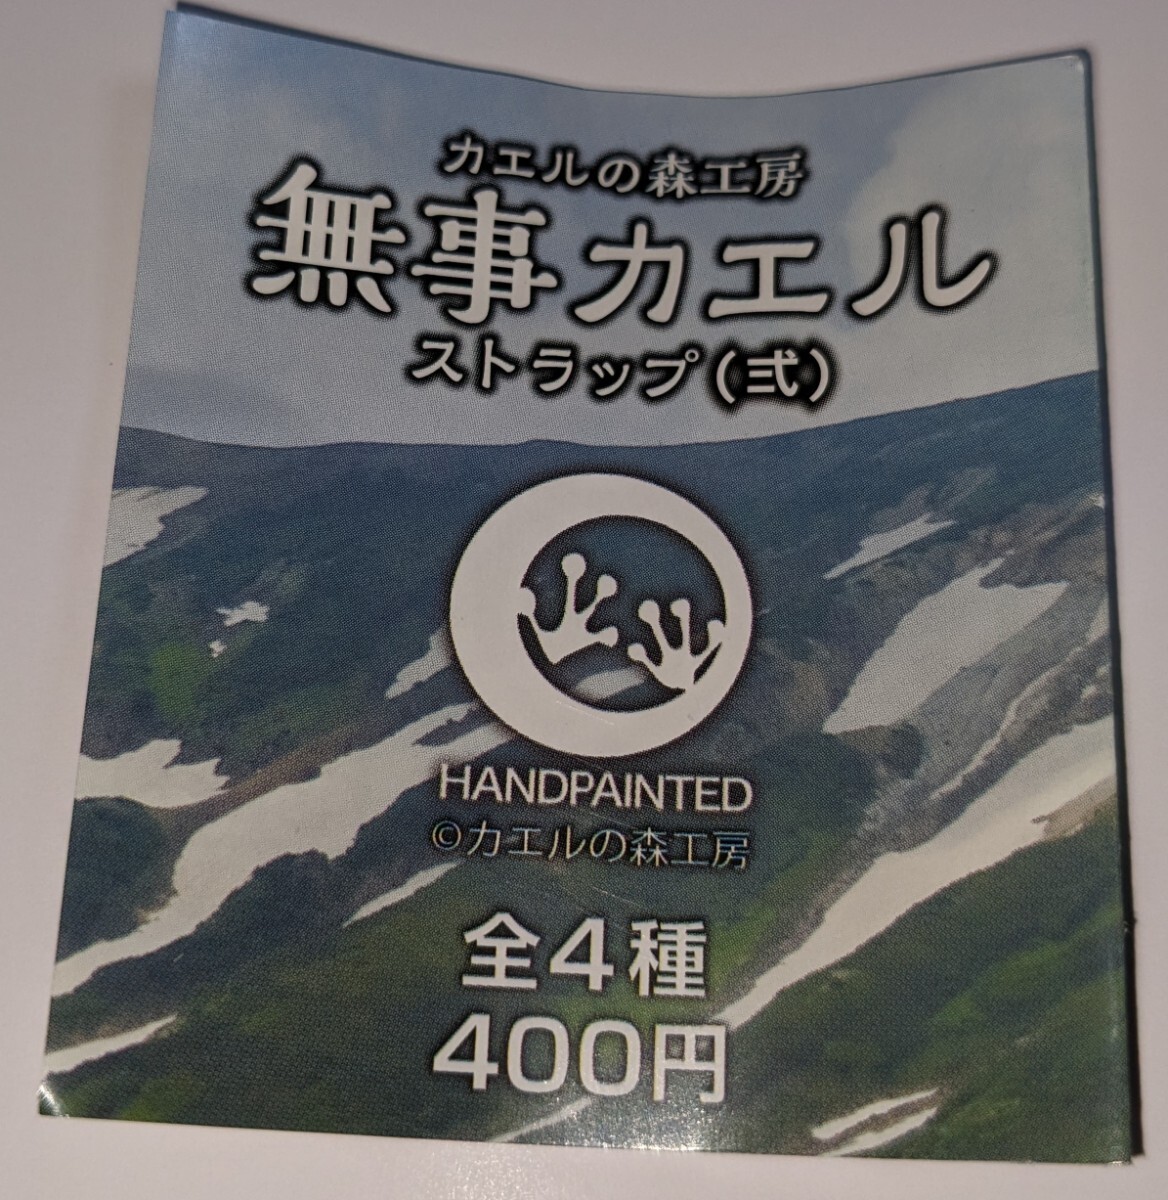 カエルの森工房
無事カエル
ストラップ(弐)
HANDPAINTED
©カエルの森工房
全4種
400円